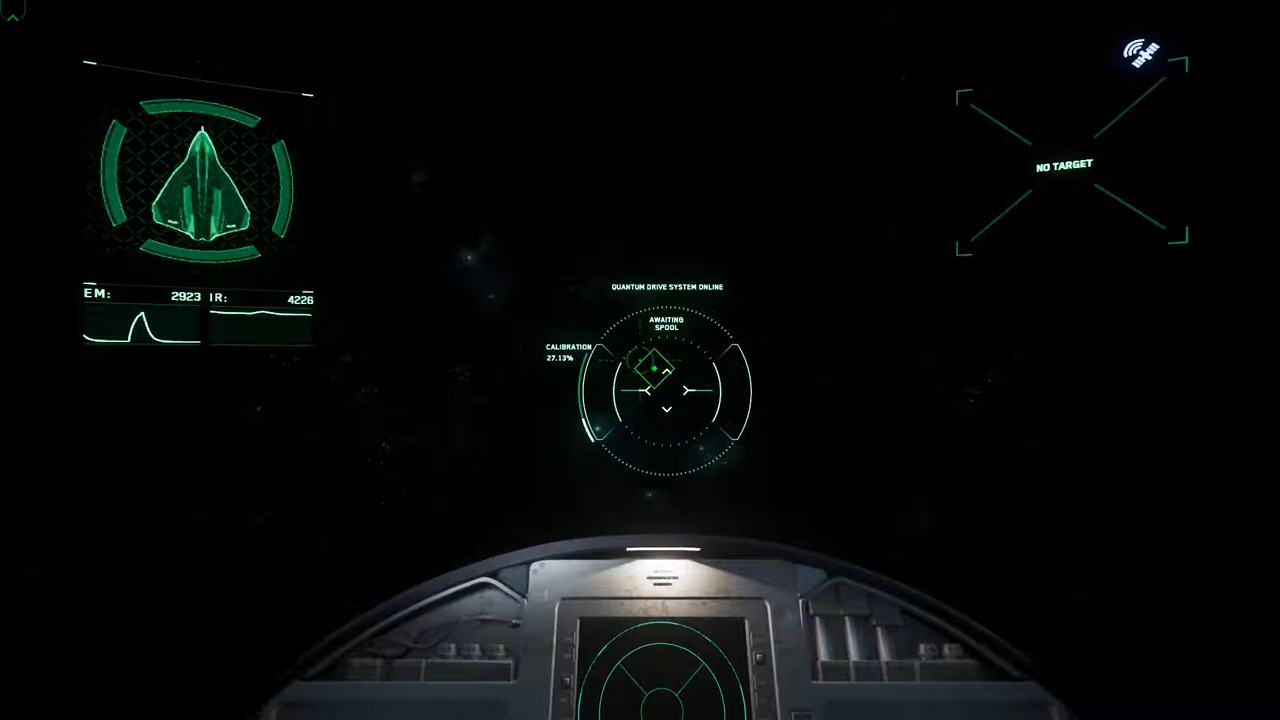 NO TARGET
QUANTUM DRIVE SYSTEM ONLINE
EM: 2923 IR: 4226
AWAITING
SPOOL
CALIBRATION
27.13%